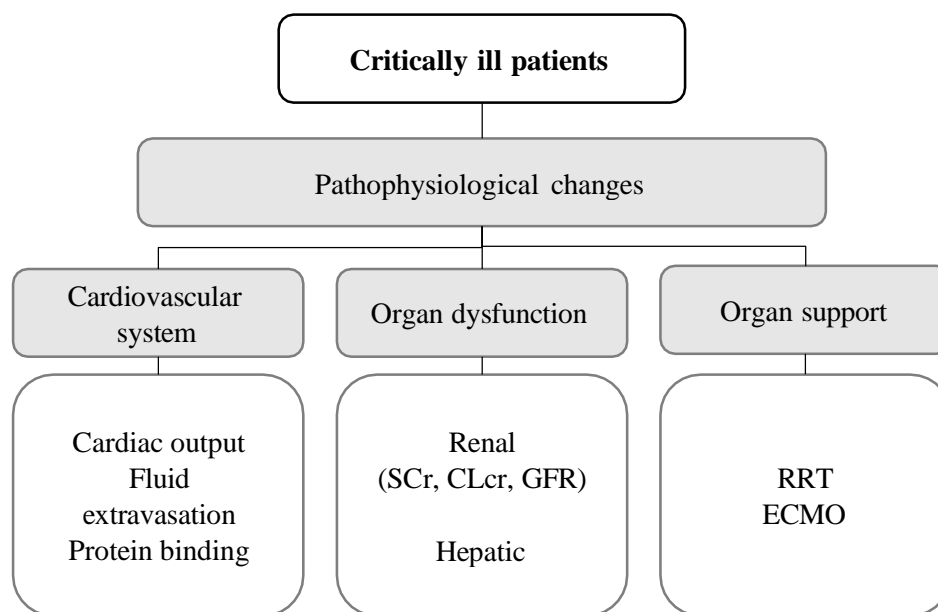 Critically ill patients
Pathophysiological changes
Cardiovascular
system
Organ dysfunction
Organ support
Cardiac output
Fluid
extravasation
Protein binding
Renal
(SCr, CLcr, GFR)
Hepatic
RRT
ECMO